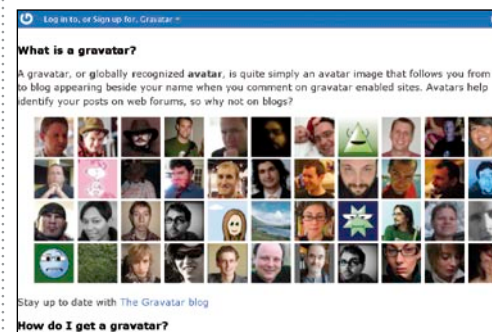 Log in to, or Sign up for, Gravatar
What is a gravatar?
A gravatar, or globally recognized avatar, is quite simply an avatar image that follows you from
to blog appearing beside your name when you comment on gravatar enabled sites. Avatars help
identify your posts on web forums, so why not on blogs?
Stay up to date with The Gravatar blog
How do I get a gravatar?